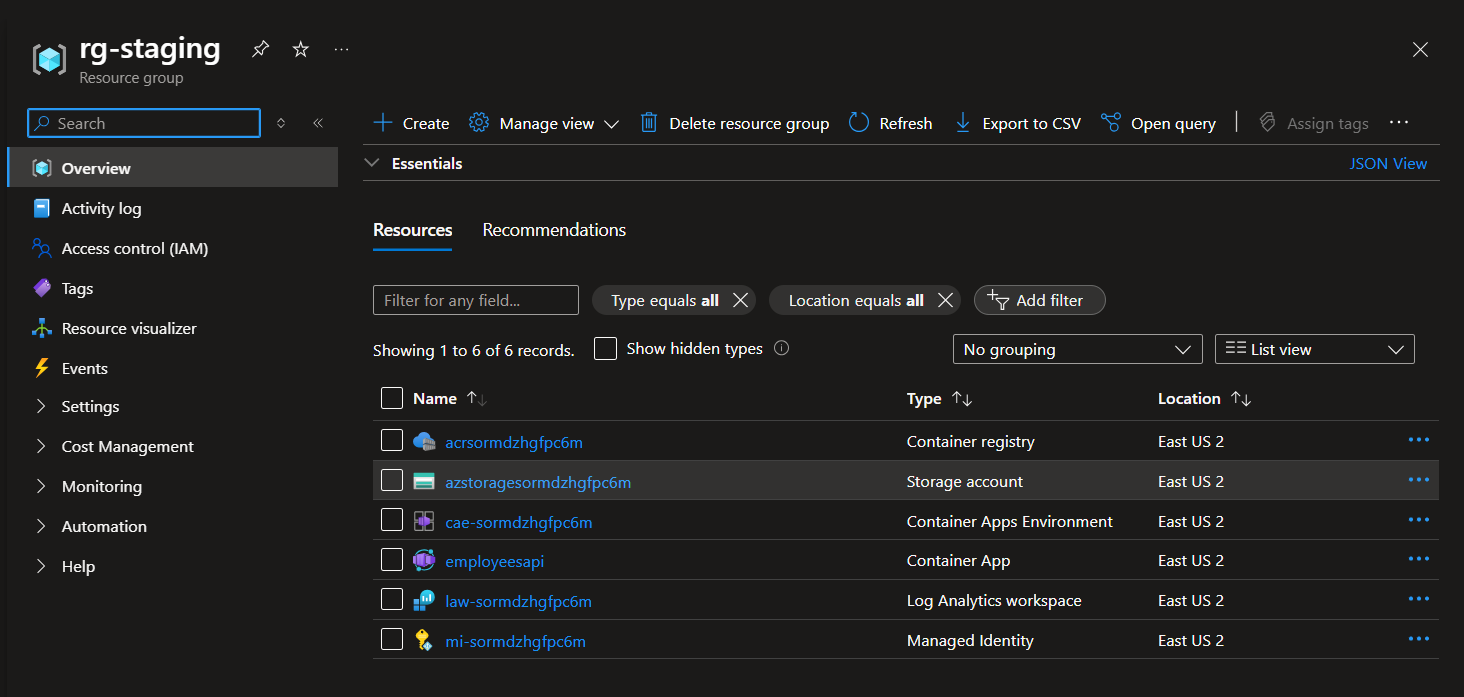 rg-staging
Resource group
Search
Overview
Activity log
Access control (IAM)
Tags
Resource visualizer
Events
Settings
Cost Management
Monitoring
Automation
Help
Create Manage view Delete resource group Refresh Export to CSV Open query Assign tags
Essentials JSON View
Resources Recommendations
Filter for any field... Type equals all Location equals all Add filter
Showing 1 to 6 of 6 records. Show hidden types No grouping List view
Name Type Location
acrsormdzhgfpc6m Container registry East US 2
azstoragesormdzhgfpc6m Storage account East US 2
cae-sormdzhgfpc6m Container Apps Environment East US 2
employeesapi Container App East US 2
law-sormdzhgfpc6m Log Analytics workspace East US 2
mi-sormdzhgfpc6m Managed Identity East US 2